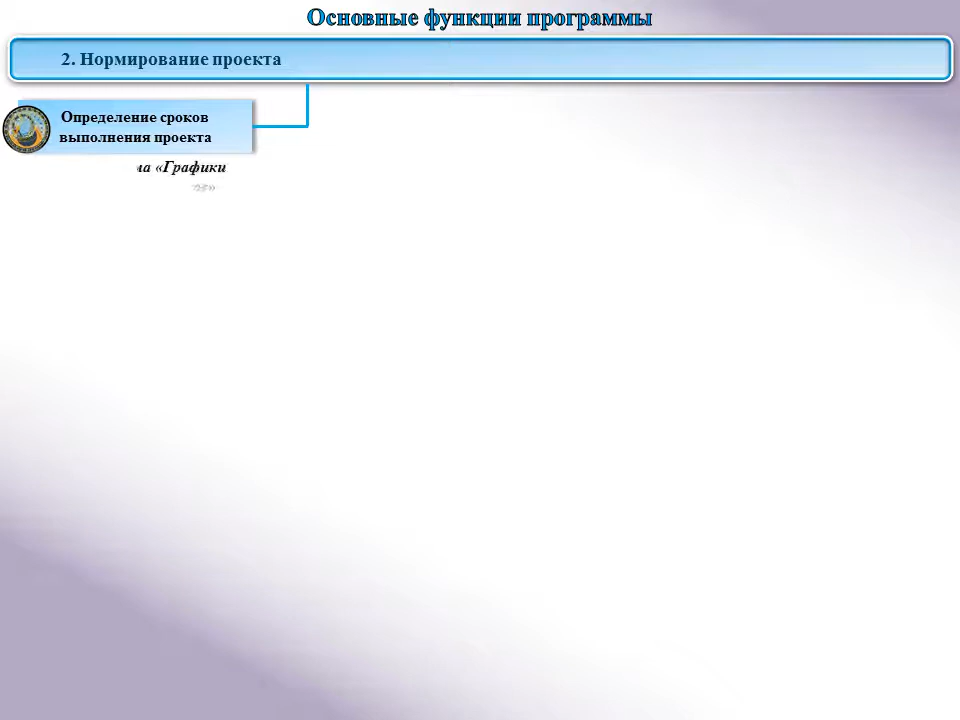 Основные функции программы
2. Нормирование проекта
Определение сроков
выполнения проекта
«Графики